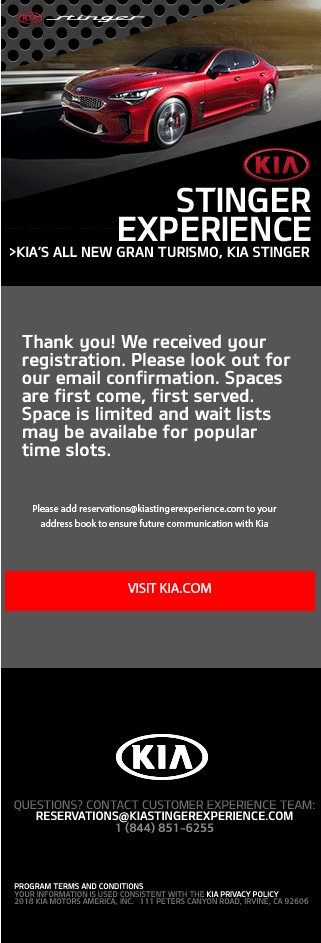 KIA stinger
KIA
STINGER
EXPERIENCE
>KIA'S ALL NEW GRAN TURISMO, KIA STINGER
Thank you! We received your
registration. Please look out for
our email confirmation. Spaces
are first come, first served.
Space is limited and wait lists
may be availabe for popular
time slots.
Please add reservations@kiastingerexperience.com to your
address book to ensure future communication with Kia
VISIT KIA.COM
KIA
QUESTIONS? CONTACT CUSTOMER EXPERIENCE TEAM:
RESERVATIONS@KIASTINGEREXPERIENCE.COM
1 (844) 851-6255
PROGRAM TERMS AND CONDITIONS
YOUR INFORMATION IS USED CONSISTENT WITH THE KIA PRIVACY POLICY
2018 KIA MOTORS AMERICA, INC. 111 PETERS CANYON ROAD, IRVINE, CA 92606